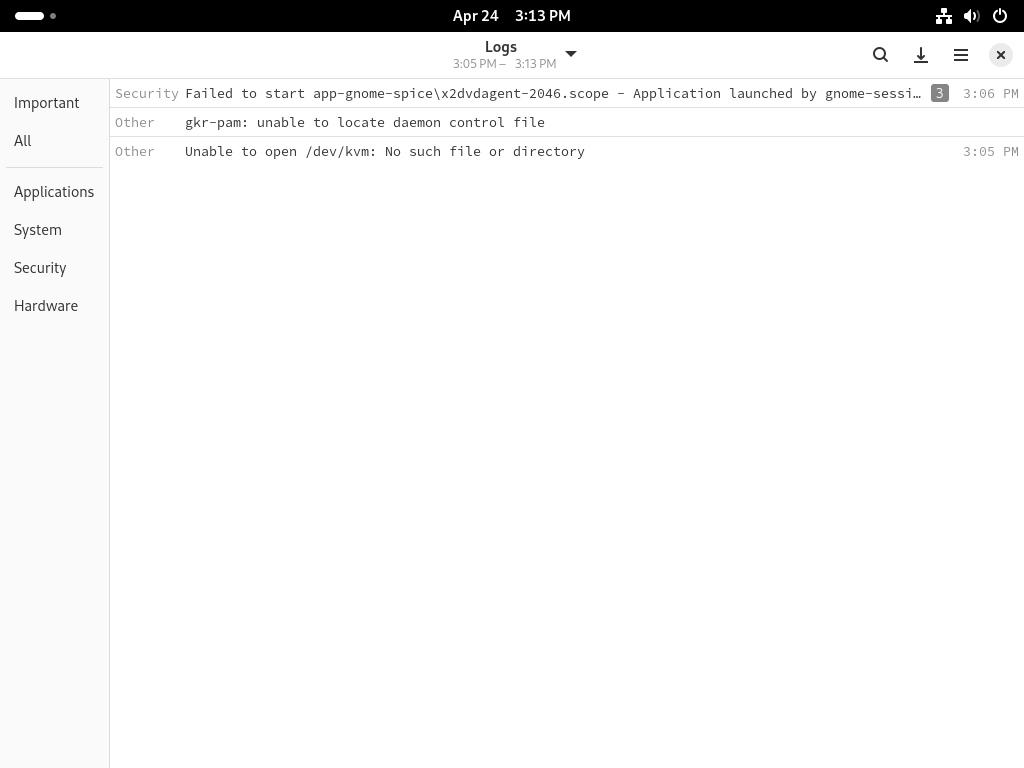 Apr 24 3:13 PM
Logs
3:05 PM – 3:13 PM
Important
All
Applications
System
Security
Hardware
Security Failed to start app-gnome-spice\x2dvdagent-2046.scope - Application launched by gnome-sessi… 3 3:06 PM
Other gkr-pam: unable to locate daemon control file
Other Unable to open /dev/kvm: No such file or directory 3:05 PM